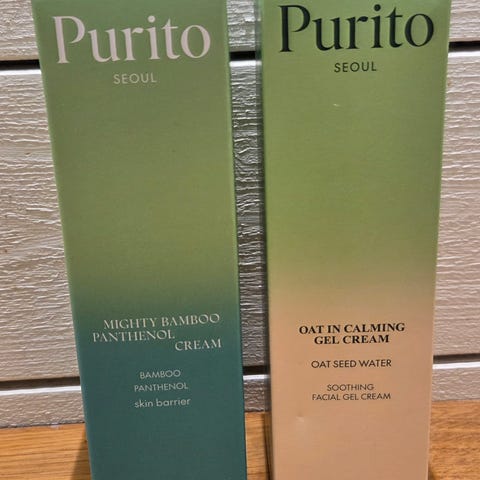 Purito
SEOUL
MIGHTY BAMBOO
PANTHENOL
CREAM
BAMBOO
PANTHENOL
skin barrier
Purito
SEOUL
OAT IN CALMING
GEL CREAM
OAT SEED WATER
SOOTHING
FACIAL GEL CREAM